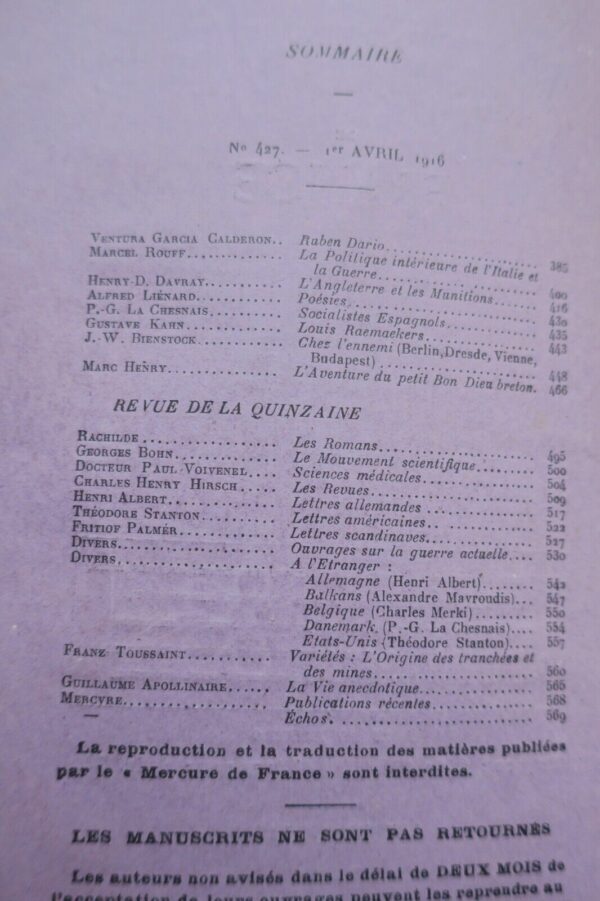 SOMMAIRE
No 427. — 1er AVRIL 1916
VENTURA GARCIA CALDERON.. Ruben Dario........ 385
MARCEL ROUFF........ La Politique intérieure de l'Italie et
la Guerre........ 400
HENRY-D. DAVRAY........ L'Angleterre et les Munitions........ 416
ALFRED LIÉNARD........ Poésies........ 430
P.-G. LA CHESNAIS........ Socialistes Espagnols........ 435
GUSTAVE KAHN........ Louis Raemaekers........ 443
J.-W. BIENSTOCK........ Chez l'ennemi (Berlin, Dresde, Vienne,
Budapest)........ 448
MARC HENRY........ L'Aventure du petit Bon Dieu breton. 466
REVUE DE LA QUINZAINE
RACHILDE........ Les Romans........ 495
GEORGES BOHN........ Le Mouvement scientifique........ 500
DOCTEUR PAUL VOIVENEL.... Sciences médicales........ 504
CHARLES HENRY HIRSCH.... Les Revues........ 509
HENRI ALBERT........ Lettres allemandes........ 517
THÉODORE STANTON........ Lettres américaines........ 522
FRITIOF PALMÉR........ Lettres scandinaves........ 527
DIVERS........ Ouvrages sur la guerre actuelle.... 530
DIVERS........ A l'Etranger :
Allemagne (Henri Albert)........ 542
Balkans (Alexandre Mavroudis)... 547
Belgique (Charles Merki)........ 550
Danemark. (P.-G. La Chesnais).... 554
Etats-Unis (Théodore Stanton).... 557
FRANZ TOUSSAINT........ Variétés : L'Origine des tranchées et
des mines........ 560
GUILLAUME APOLLINAIRE...... La Vie anecdotique........ 565
MERCVRE........ Publications récentes........ 568
— Échos........ 569
La reproduction et la traduction des matières publiées
par le « Mercure de France » sont interdites.
LES MANUSCRITS NE SONT PAS RETOURNÉS
Les auteurs non avisés dans le délai de DEUX MOIS de
l'acceptation de leurs ouvrages peuvent les reprendre au